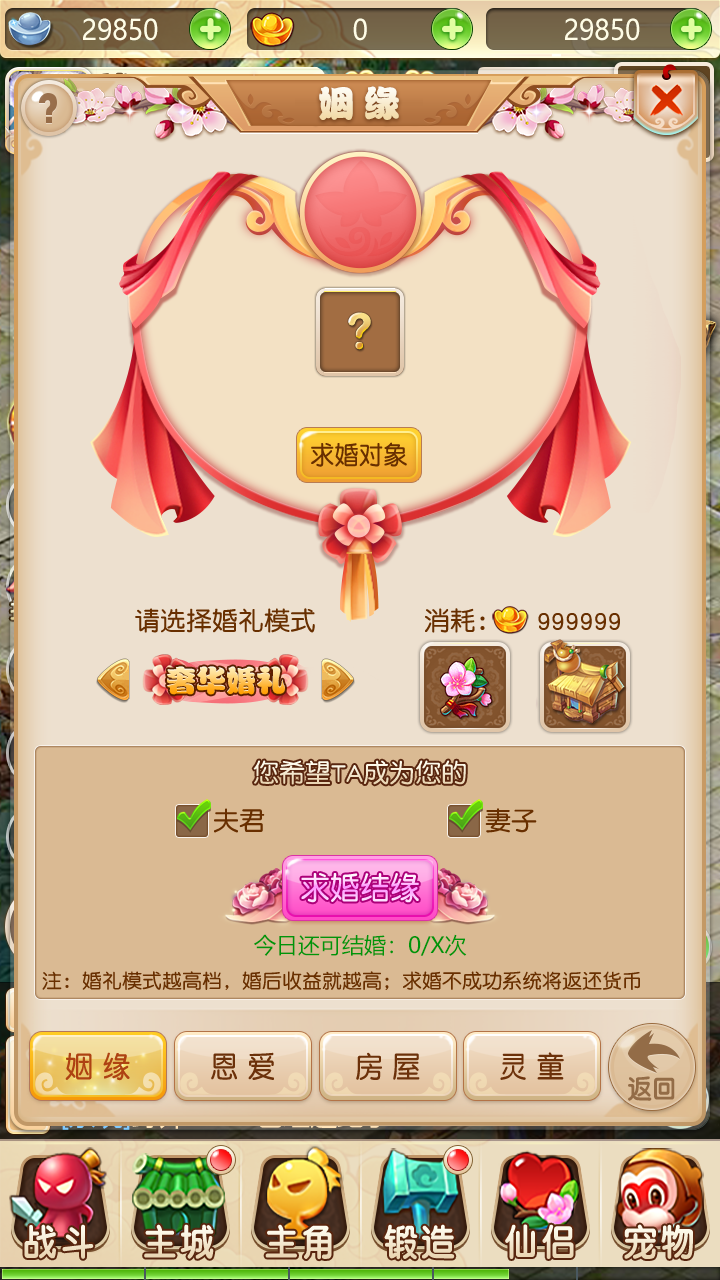 29850 0 29850
? 姻缘
?
求婚对象
请选择婚礼模式 消耗: 999999
奢华婚礼
您希望TA成为您的
夫君 妻子
求婚结缘
今日还可结婚：0/X次
注：婚礼模式越高档，婚后收益就越高；求婚不成功系统将返还货币
姻缘 恩爱 房屋 灵童 返回
战斗 主城 主角 锻造 仙侣 宠物